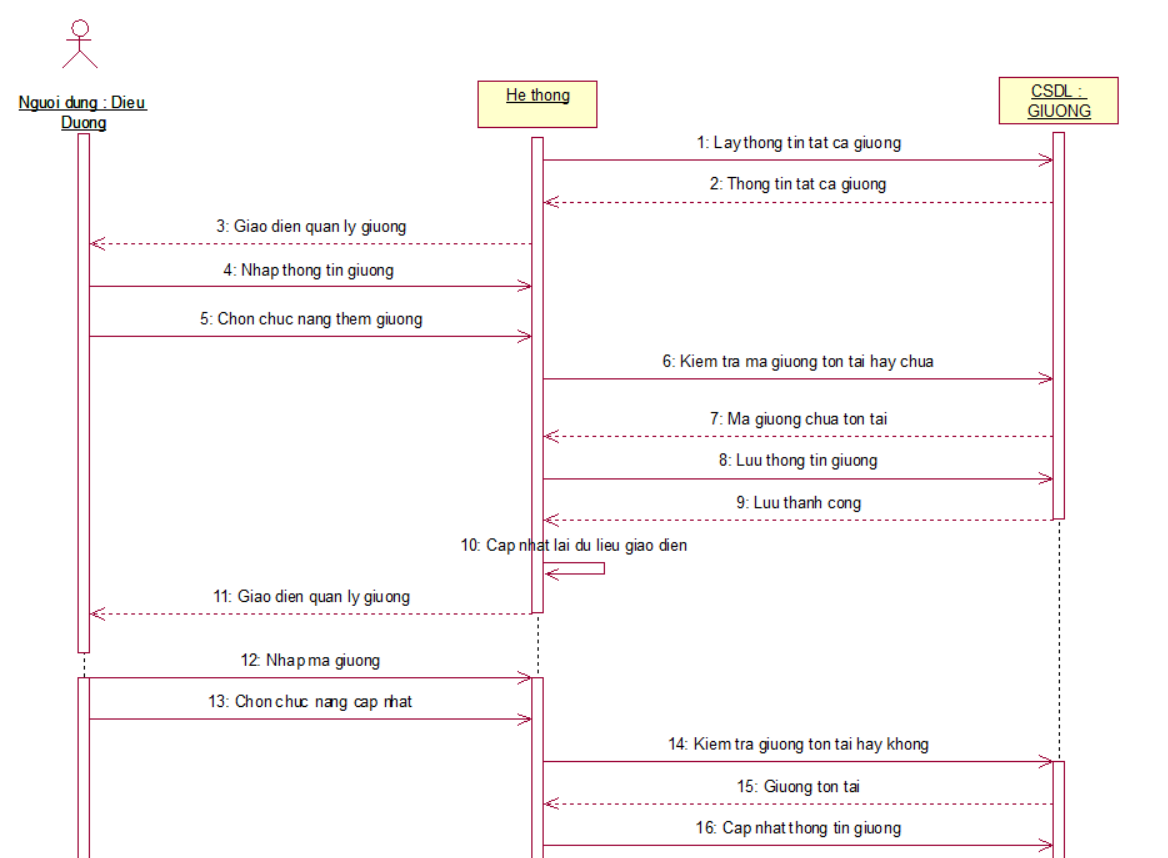 Nguoi dung : Dieu
Duong
He thong
CSDL :
GIUONG
1: Lay thong tin tat ca giuong
2: Thong tin tat ca giuong
3: Giao dien quan ly giuong
4: Nhap thong tin giuong
5: Chon chuc nang them giuong
6: Kiem tra ma giuong ton tai hay chua
7: Ma giuong chua ton tai
8: Luu thong tin giuong
9: Luu thanh cong
10: Cap nhat lai du lieu giao dien
11: Giao dien quan ly giuong
12: Nhap ma giuong
13: Chon chuc nang cap nhat
14: Kiem tra giuong ton tai hay khong
15: Giuong ton tai
16: Cap nhat thong tin giuong